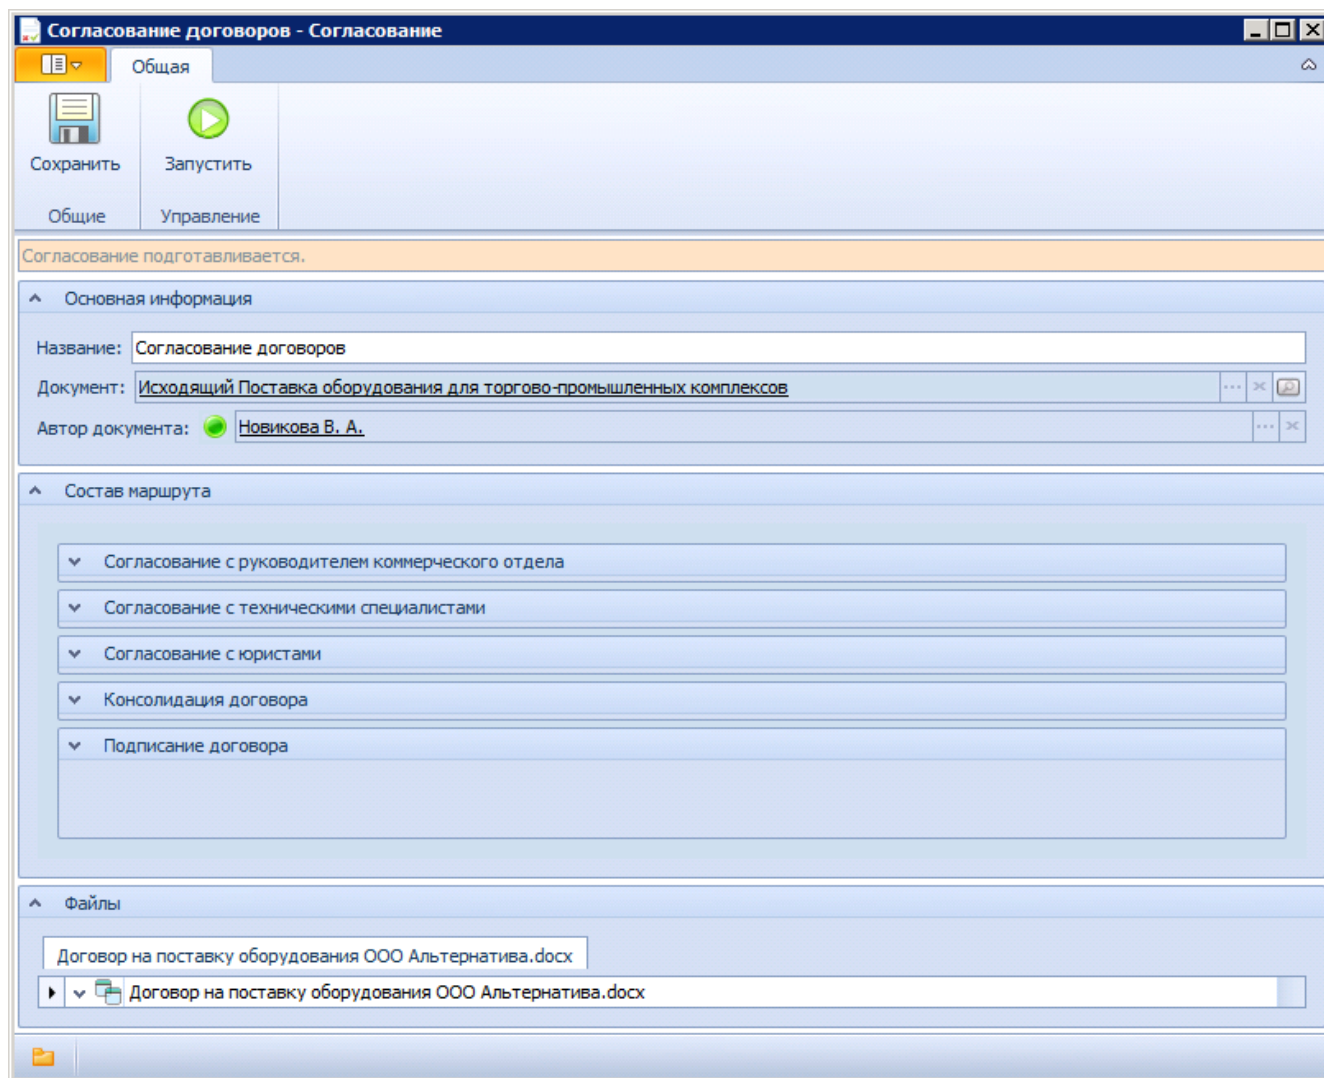 Согласование договоров - Согласование
Общая
Сохранить
Запустить
Общие
Управление
Согласование подготавливается.
Основная информация
Название: Согласование договоров
Документ: Исходящий Поставка оборудования для торгово-промышленных комплексов
Автор документа: Новикова В. А.
Состав маршрута
Согласование с руководителем коммерческого отдела
Согласование с техническими специалистами
Согласование с юристами
Консолидация договора
Подписание договора
Файлы
Договор на поставку оборудования ООО Альтернатива.docx
Договор на поставку оборудования ООО Альтернатива.docx